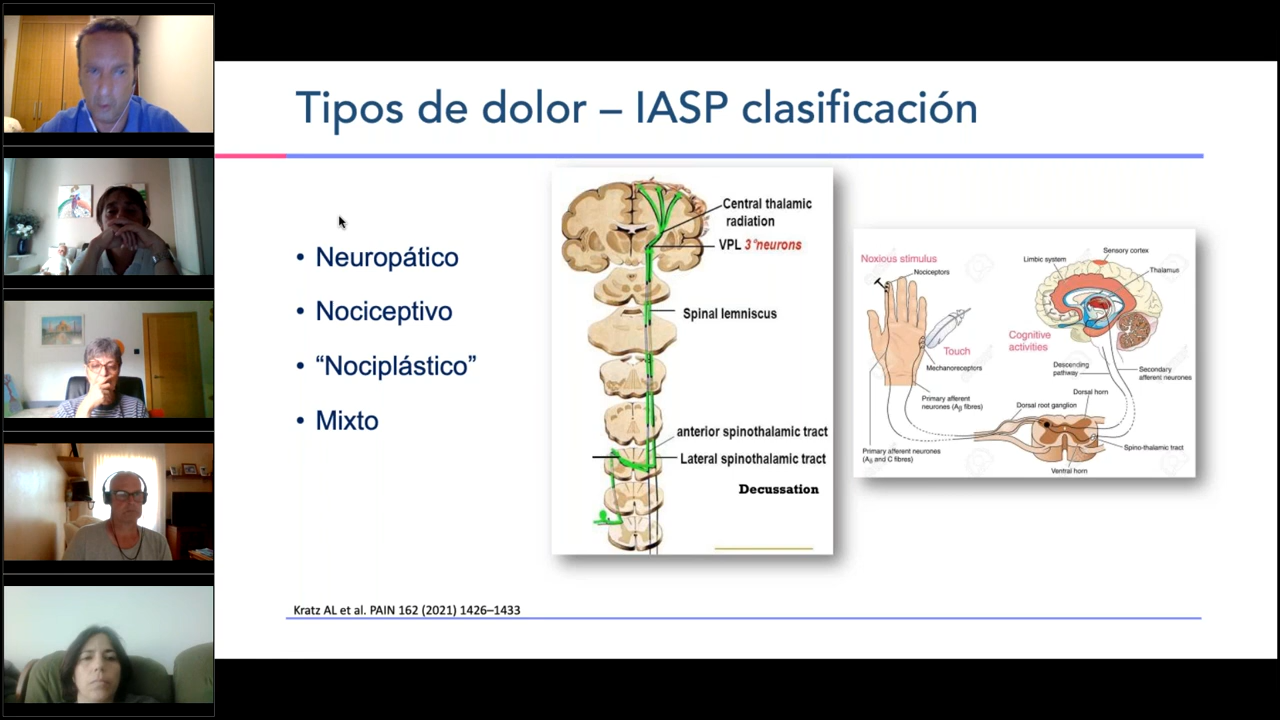 Tipos de dolor – IASP clasificación
• Neuropático
• Nociceptivo
• “Nociplástico”
• Mixto
Central thalamic
radiation
VPL 3°neurons
Spinal lemniscus
anterior spinothalamic tract
Lateral spinothalamic tract
Decussation
Noxious stimulus
Nociceptors
Touch
Mechanoreceptors
Primary afferent
neurons (Aβ fibres)
Primary afferent neurons
(Aδ and C fibres)
Sensory cortex
Limbic system
Thalamus
Cognitive
activities
Descending
pathway
Secondary
afferent neurones
Dorsal horn
Dorsal root ganglion
Spino-thalamic tract
Ventral horn
Kratz AL et al. PAIN 162 (2021) 1426–1433